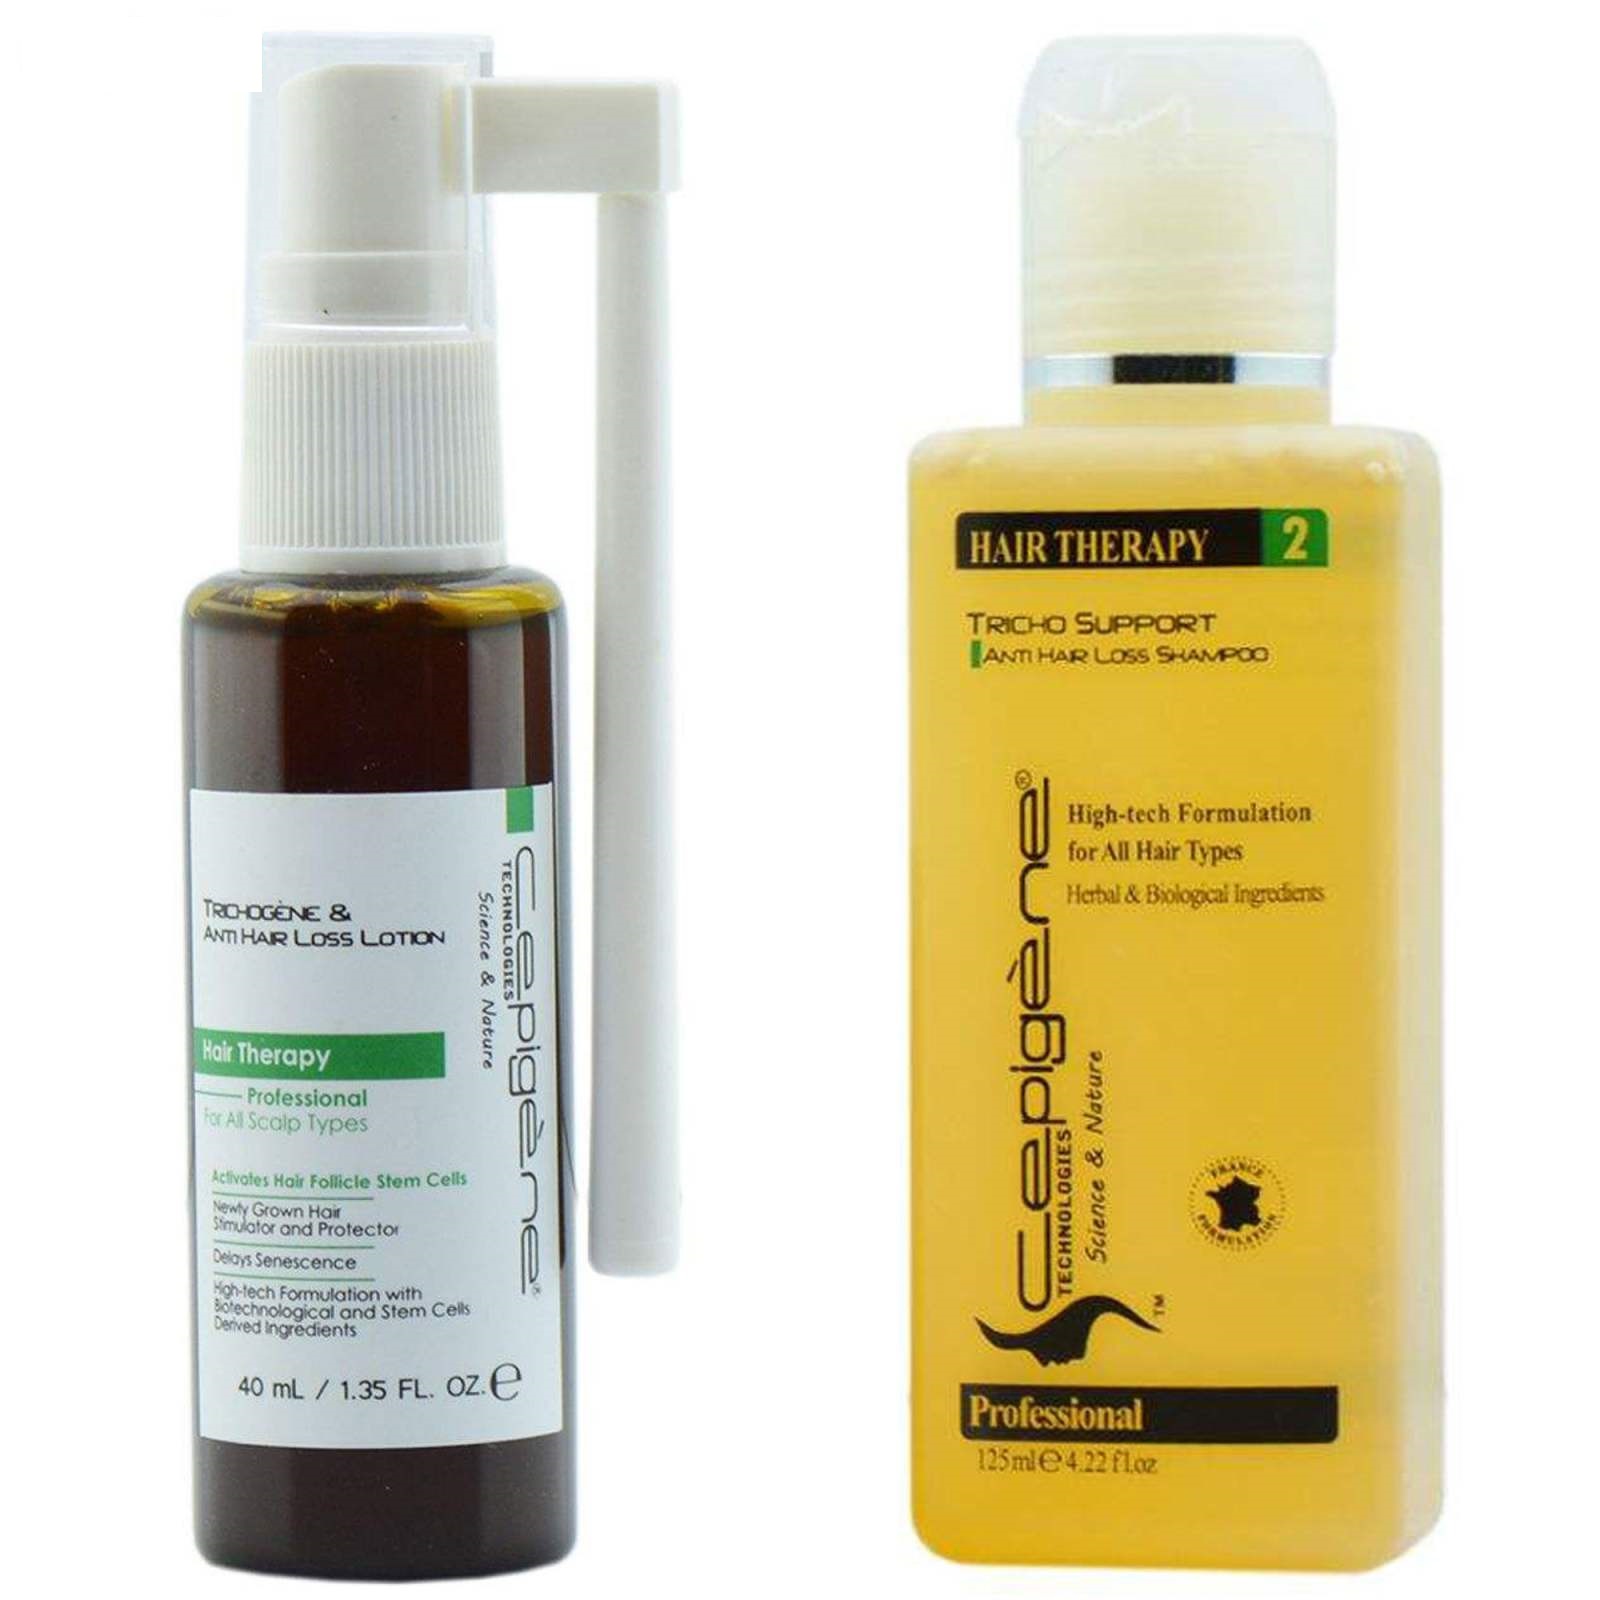 TRICHOGÈNE &
ANTI HAIR LOSS LOTION
Hair Therapy
Professional
For All Scalp Types
Activates Hair Follicle Stem Cells
Newly Grown Hair
Stimulator and Protector
Delays Senescence
High-tech Formulation with
Biotechnological and Stem Cells
Derived Ingredients
40 mL / 1.35 FL. OZ. ℮
Cepigène®
TECHNOLOGIES
Science & Nature
HAIR THERAPY 2
TRICHO SUPPORT
ANTI HAIR LOSS SHAMPOO
High-tech Formulation
for All Hair Types
Herbal & Biological Ingredients
Cepigène®
TECHNOLOGIES
Science & Nature
TM
FRANCE
FORMULATION
Professional
125ml ℮ 4.22 fl.oz